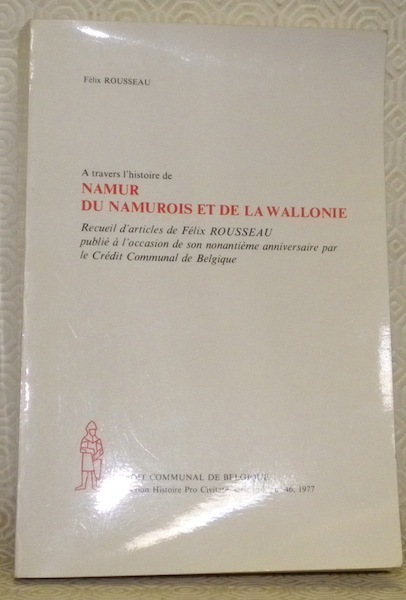 Félix ROUSSEAU
A travers l'histoire de
NAMUR
DU NAMUROIS ET DE LA WALLONIE
Recueil d'articles de Félix ROUSSEAU
publié à l'occasion de son nonantième anniversaire par
le Crédit Communal de Belgique
COMMUNAL DE BELGIQUE
Histoire Pro Civitate 46, 1977